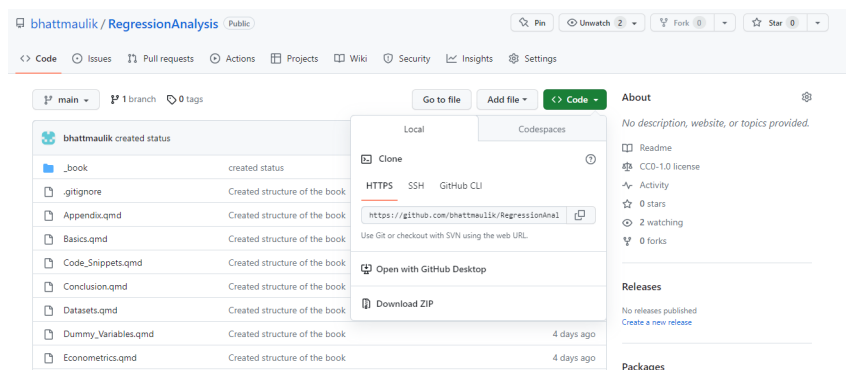 bhattmaulik / RegressionAnalysis Public
Pin Unwatch 2 Fork 0 Star 0
Code Issues Pull requests Actions Projects Wiki Security Insights Settings
main 1 branch 0 tags Go to file Add file Code
bhattmaulik created status
_book created status
.gitignore Created structure of the book
Appendix.qmd Created structure of the book
Basics.qmd Created structure of the book
Code_Snippets.qmd Created structure of the book
Conclusion.qmd Created structure of the book
Datasets.qmd Created structure of the book
Dummy_Variables.qmd Created structure of the book 4 days ago
Econometrics.qmd Created structure of the book 4 days ago
Local Codespaces
Clone
HTTPS SSH GitHub CLI
https://github.com/bhattmaulik/RegressionAnal
Use Git or checkout with SVN using the web URL.
Open with GitHub Desktop
Download ZIP
About
No description, website, or topics provided.
Readme
CC0-1.0 license
Activity
0 stars
2 watching
0 forks
Releases
No releases published
Create a new release
Packages